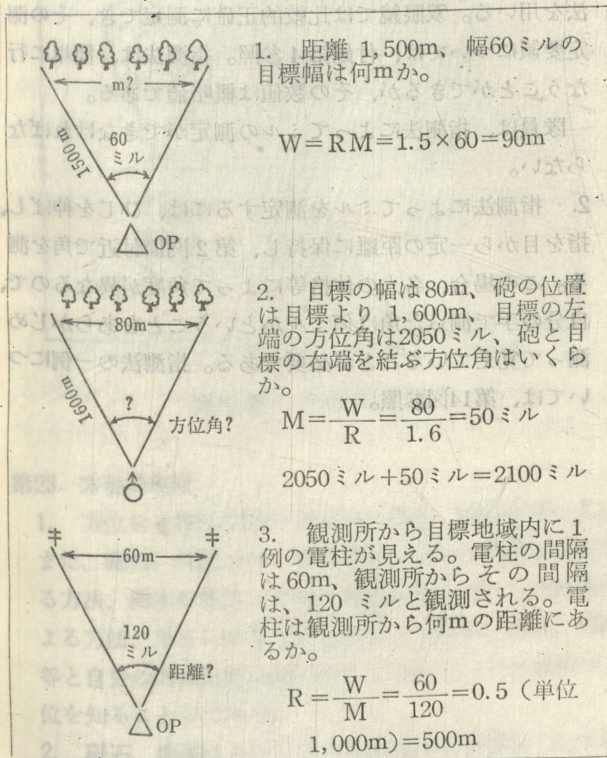 m?
1500m
60
ミル
OP
1. 距離1,500m、幅60ミルの
目標幅は何mか。
W=RM=1.5×60=90m
80m
1600m
?
方位角?
2. 目標の幅は80m、砲の位置
は目標より1,600m、目標の左
端の方位角は2050ミル、砲と目
標の右端を結ぶ方位角はいくら
か。
M=W/R=80/1.6=50ミル
2050ミル+50ミル=2100ミル
60m
120
ミル
距離?
OP
3. 観測所から目標地域内に1
例の電柱が見える。電柱の間隔
は60m、観測所からその間隔
は、120ミルと観測される。電
柱は観測所から何mの距離にあ
るか。
R=W/M=60/120=0.5(単位
1,000m)=500m